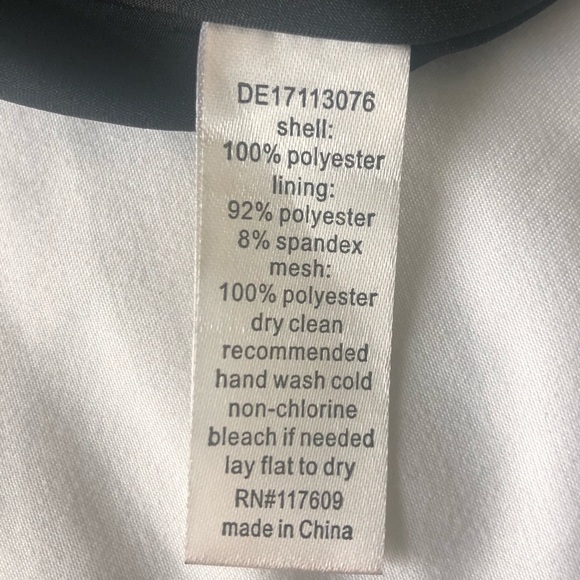 DE17113076
shell:
100% polyester
lining:
92% polyester
8% spandex
mesh:
100% polyester
dry clean
recommended
hand wash cold
non-chlorine
bleach if needed
lay flat to dry
RN#117609
made in China